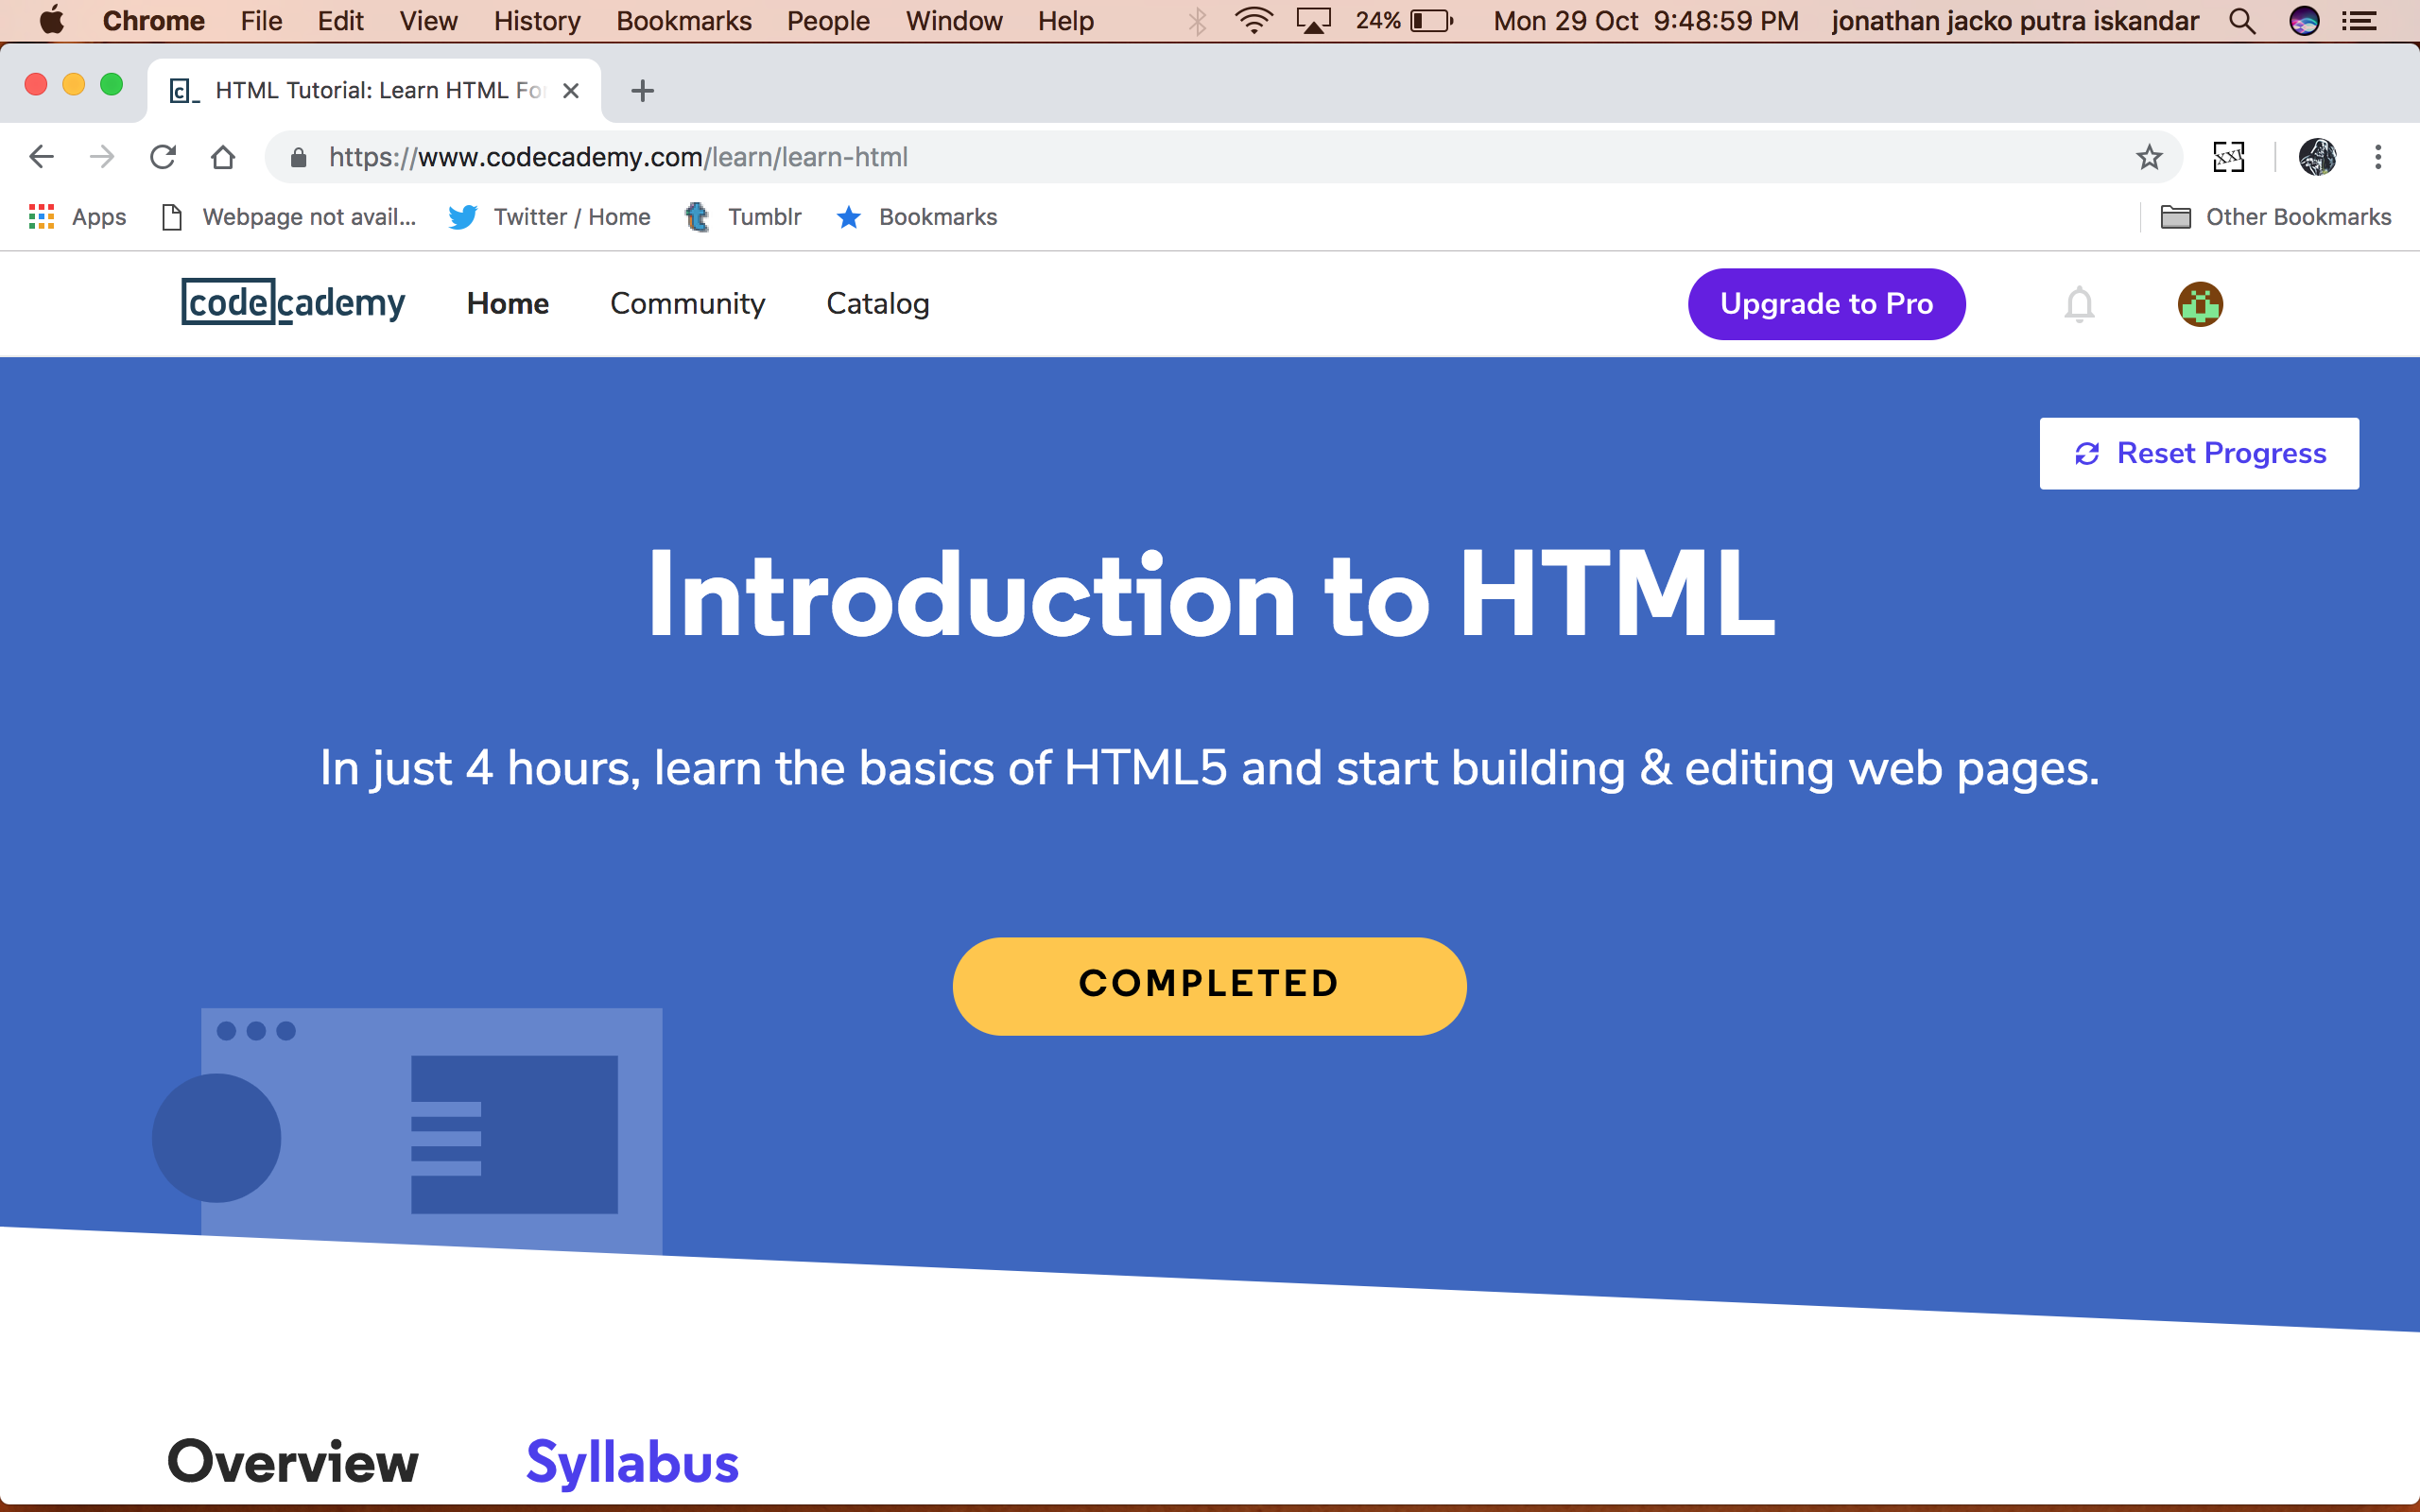 Chrome File Edit View History Bookmarks People Window Help 24% Mon 29 Oct 9:48:59 PM jonathan jacko putra iskandar
HTML Tutorial: Learn HTML Fo
https://www.codecademy.com/learn/learn-html
Apps Webpage not avail... Twitter / Home Tumblr Bookmarks Other Bookmarks
codecademy Home Community Catalog Upgrade to Pro
Reset Progress
Introduction to HTML
In just 4 hours, learn the basics of HTML5 and start building & editing web pages.
COMPLETED
Overview Syllabus